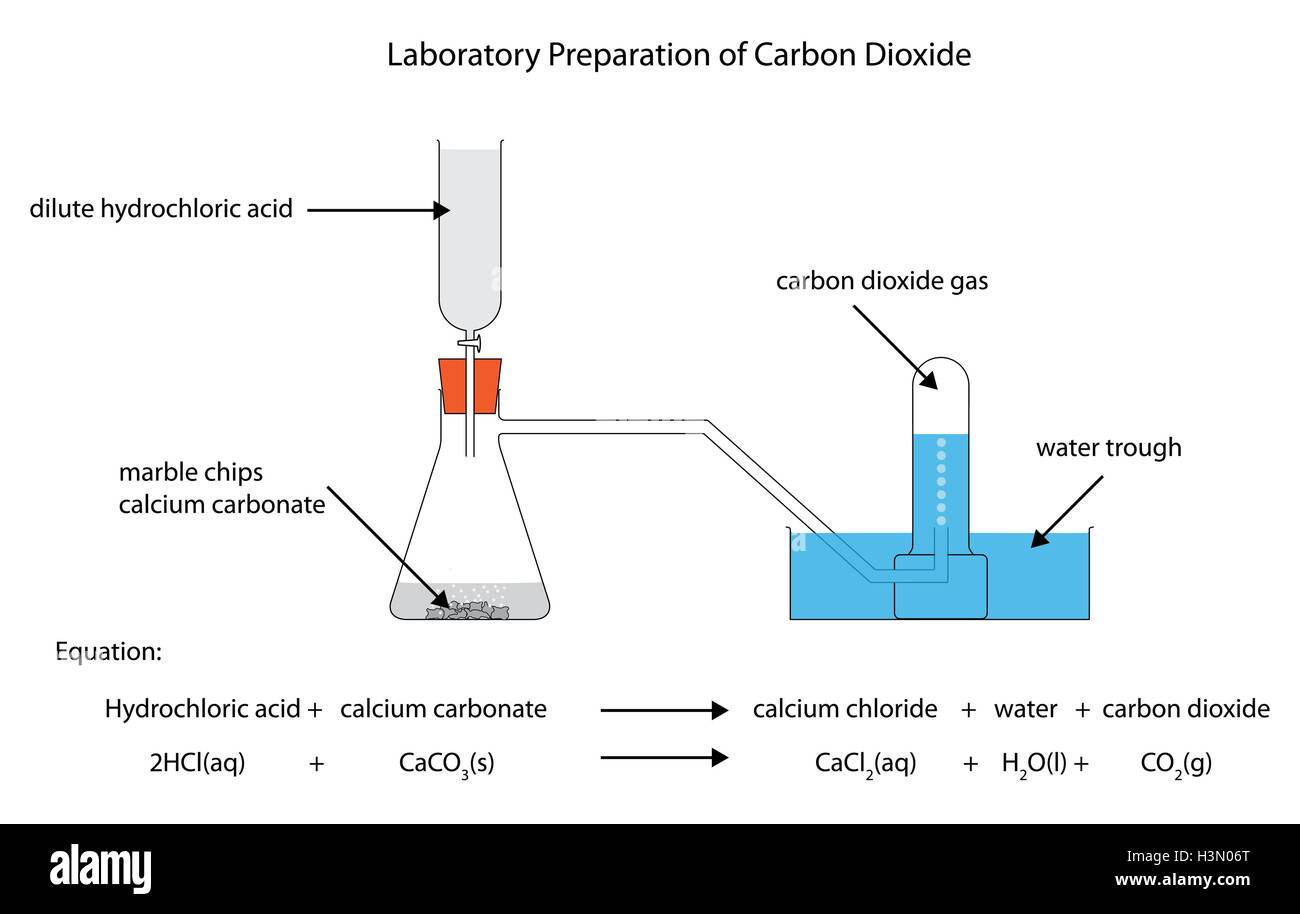 Laboratory Preparation of Carbon Dioxide
dilute hydrochloric acid
carbon dioxide gas
water trough
marble chips
calcium carbonate
Equation:
Hydrochloric acid + calcium carbonate calcium chloride + water + carbon dioxide
2HCl(aq) + CaCO₃(s) CaCl₂(aq) + H₂O(l) + CO₂(g)
a
a
alamy
Image ID: H3N06T
www.alamy.com